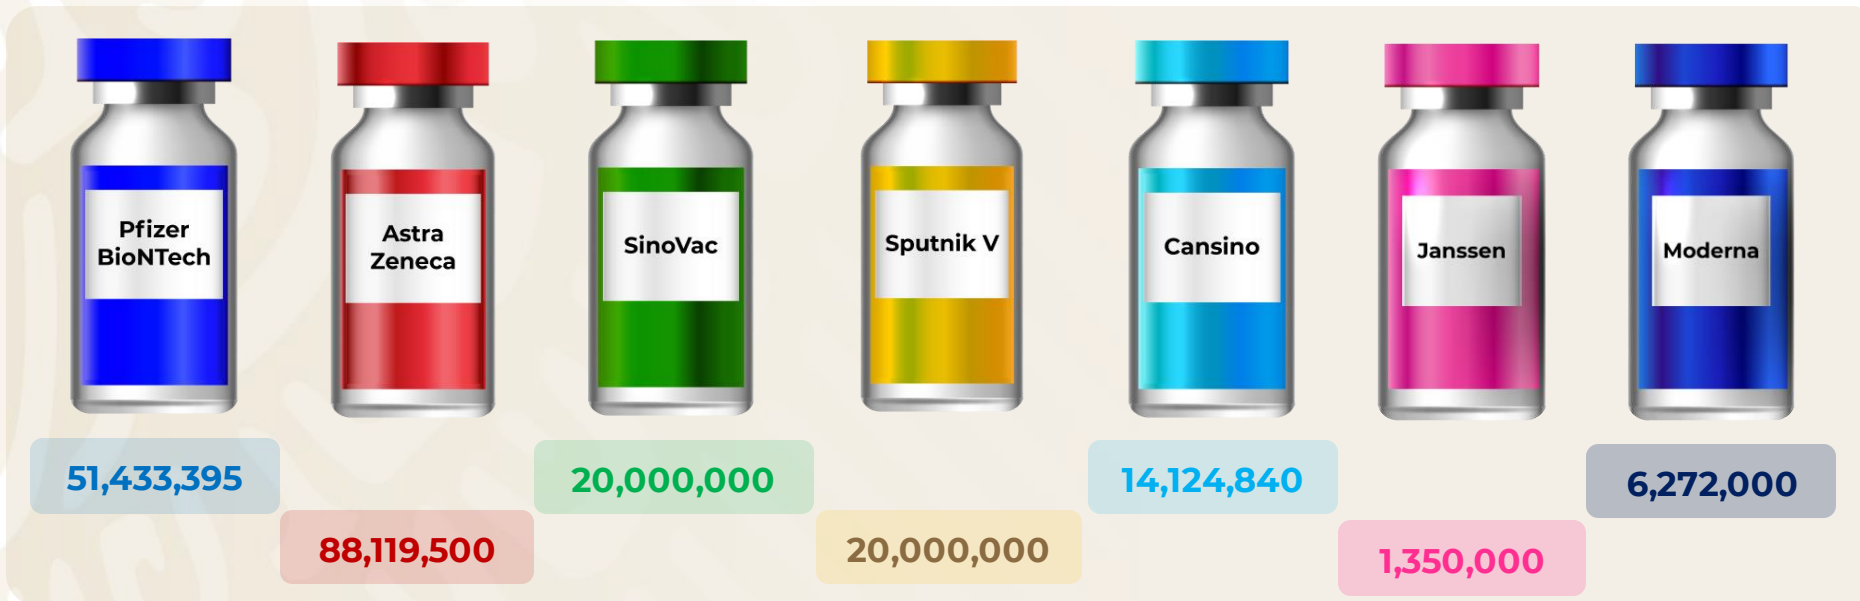 Pfizer
BioNTech
Astra
Zeneca
SinoVac
Sputnik V
Cansino
Janssen
Moderna
51,433,395
88,119,500
20,000,000
20,000,000
14,124,840
1,350,000
6,272,000